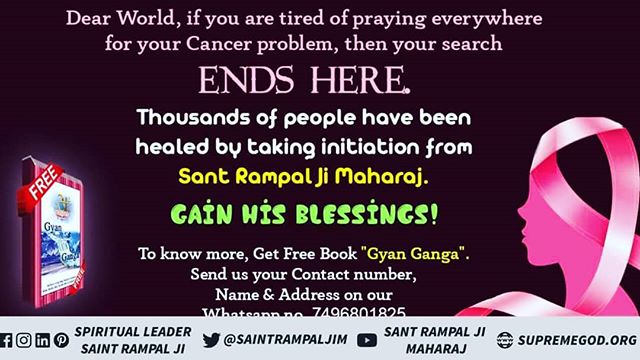 Dear World, if you are tired of praying everywhere
for your Cancer problem, then your search
ENDS HERE.
Thousands of people have been
healed by taking initiation from
Sant Rampal Ji Maharaj.
GAIN HIS BLESSINGS!
FREE
Gyan
Ganga
FREE
To know more, Get Free Book "Gyan Ganga".
Send us your Contact number,
Name & Address on our
Whatsapp no. 7496801825
SPIRITUAL LEADER
SAINT RAMPAL JI
@SAINTRAMPALJIM
SANT RAMPAL JI
MAHARAJ
SUPREMEGOD.ORG